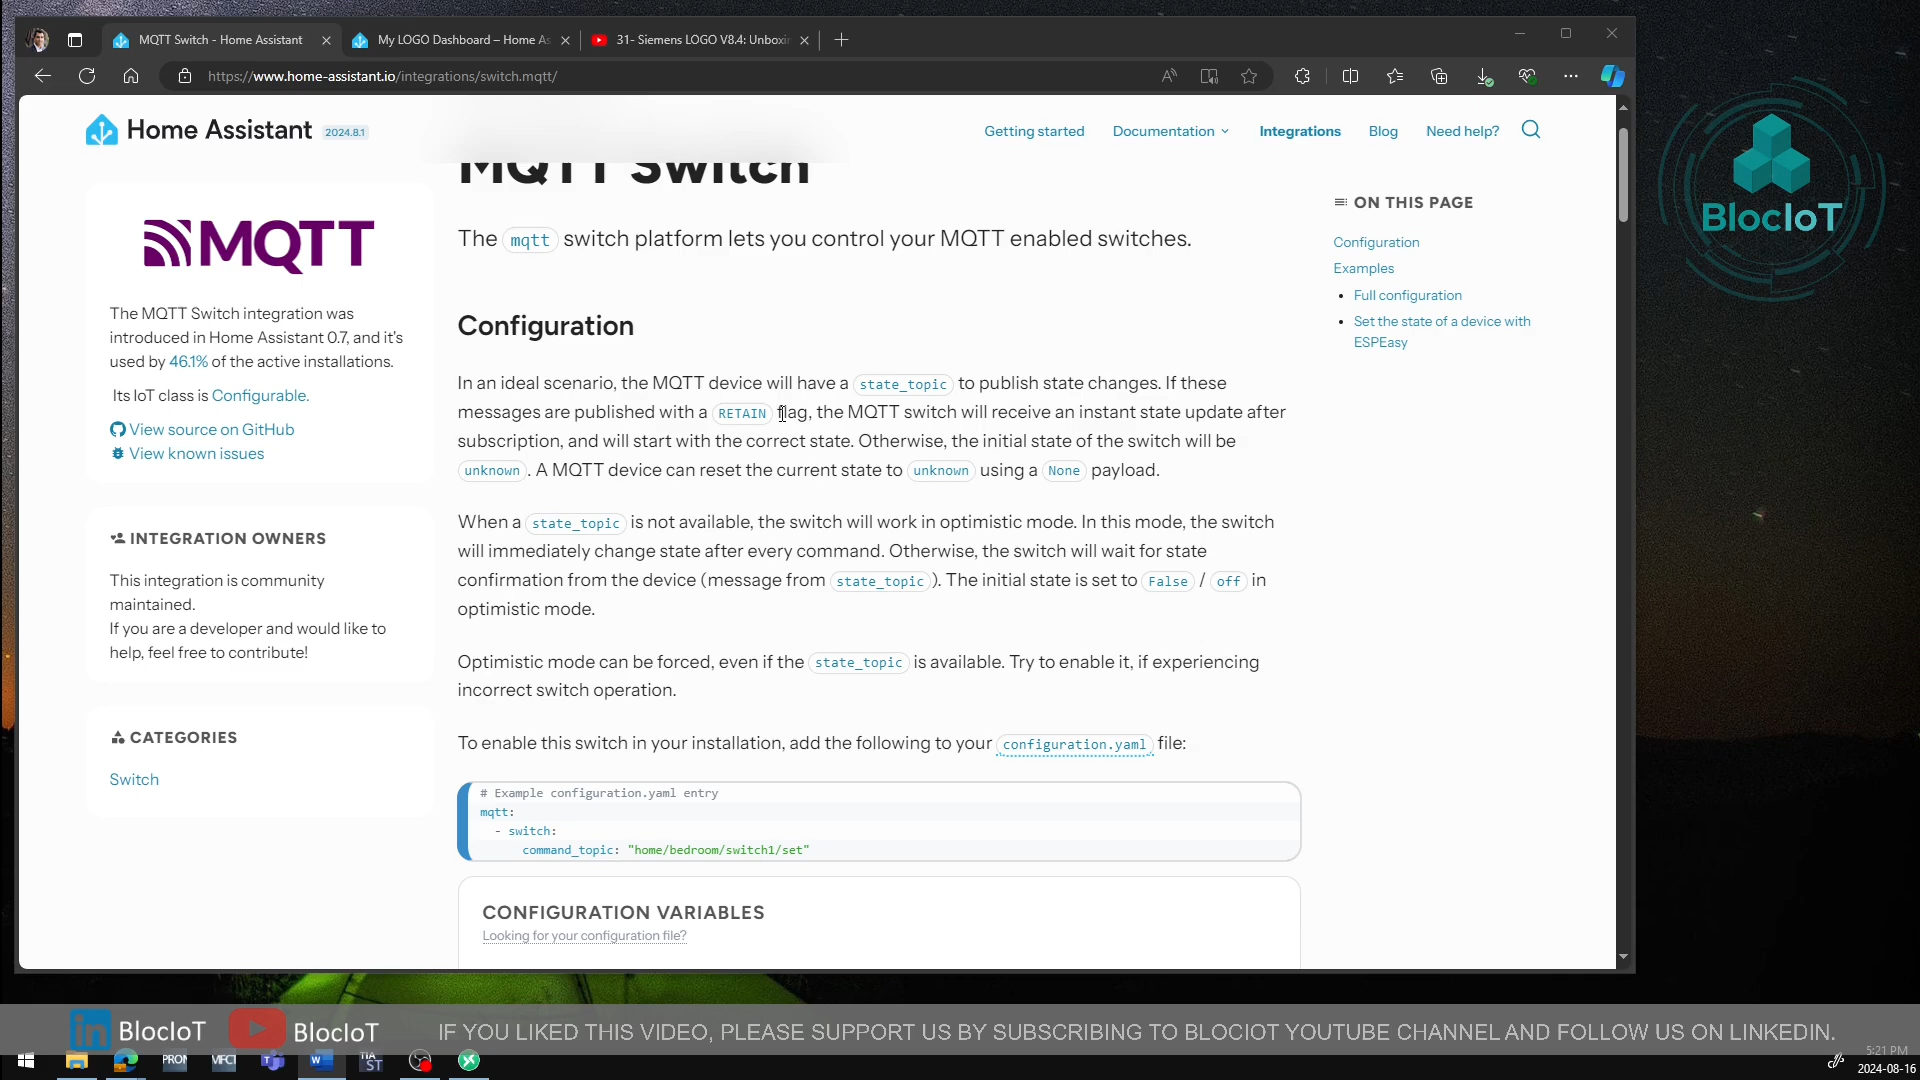 MQTT Switch - Home Assistant
My LOGO Dashboard – Home As
31- Siemens LOGO V8.4: Unboxin
https://www.home-assistant.io/integrations/switch.mqtt/
Home Assistant 2024.8.1
Getting started
Documentation
Integrations
Blog
Need help?
MQTT Switch
MQTT
The MQTT Switch integration was
introduced in Home Assistant 0.7, and it's
used by 46.1% of the active installations.
Its IoT class is Configurable.
View source on GitHub
View known issues
INTEGRATION OWNERS
This integration is community
maintained.
If you are a developer and would like to
help, feel free to contribute!
CATEGORIES
Switch
The mqtt switch platform lets you control your MQTT enabled switches.
Configuration
In an ideal scenario, the MQTT device will have a state_topic to publish state changes. If these
messages are published with a RETAIN flag, the MQTT switch will receive an instant state update after
subscription, and will start with the correct state. Otherwise, the initial state of the switch will be
unknown. A MQTT device can reset the current state to unknown using a None payload.
When a state_topic is not available, the switch will work in optimistic mode. In this mode, the switch
will immediately change state after every command. Otherwise, the switch will wait for state
confirmation from the device (message from state_topic). The initial state is set to False / off in
optimistic mode.
Optimistic mode can be forced, even if the state_topic is available. Try to enable it, if experiencing
incorrect switch operation.
To enable this switch in your installation, add the following to your configuration.yaml file:
# Example configuration.yaml entry
mqtt:
- switch:
command_topic: "home/bedroom/switch1/set"
CONFIGURATION VARIABLES
Looking for your configuration file?
ON THIS PAGE
Configuration
Examples
Full configuration
Set the state of a device with
ESPEasy
BlocIoT
in BlocIoT
BlocIoT
IF YOU LIKED THIS VIDEO, PLEASE SUPPORT US BY SUBSCRIBING TO BLOCIOT YOUTUBE CHANNEL AND FOLLOW US ON LINKEDIN.
5:21 PM
2024-08-16